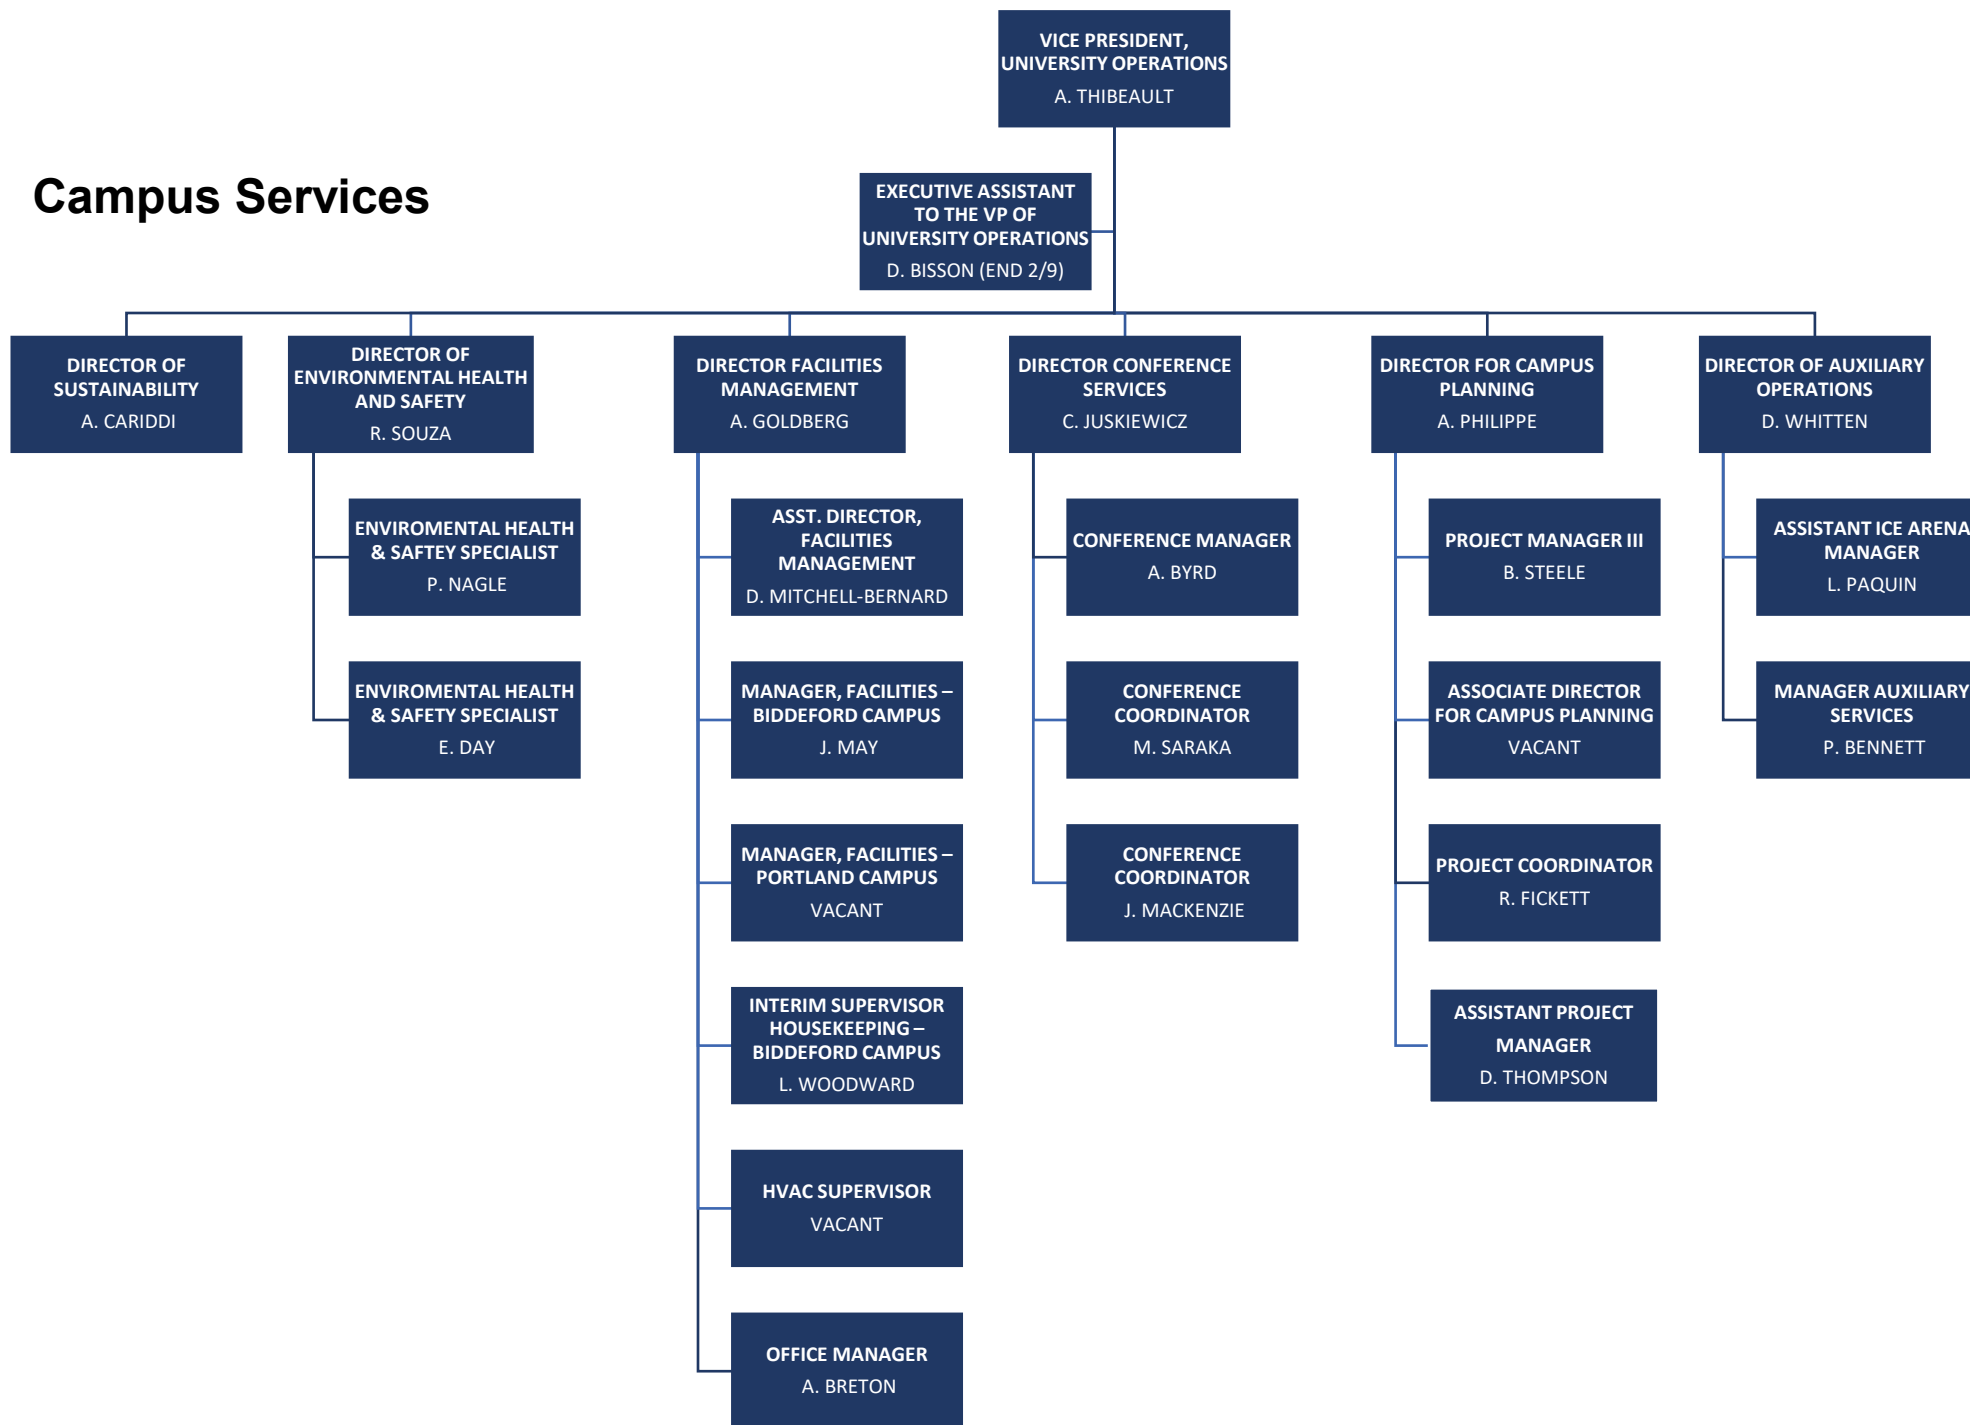 VICE PRESIDENT,
UNIVERSITY OPERATIONS
A. THIBEAULT
Campus Services
EXECUTIVE ASSISTANT
TO THE VP OF
UNIVERSITY OPERATIONS
D. BISSON (END 2/9)
DIRECTOR OF
SUSTAINABILITY
A. CARIDDI
DIRECTOR OF
ENVIRONMENTAL HEALTH
AND SAFETY
R. SOUZA
DIRECTOR FACILITIES
MANAGEMENT
A. GOLDBERG
DIRECTOR CONFERENCE
SERVICES
C. JUSKIEWICZ
DIRECTOR FOR CAMPUS
PLANNING
A. PHILIPPE
DIRECTOR OF AUXILIARY
OPERATIONS
D. WHITTEN
ENVIROMENTAL HEALTH
& SAFTEY SPECIALIST
P. NAGLE
ASST. DIRECTOR,
FACILITIES
MANAGEMENT
D. MITCHELL-BERNARD
CONFERENCE MANAGER
A. BYRD
PROJECT MANAGER III
B. STEELE
ASSISTANT ICE ARENA
MANAGER
L. PAQUIN
ENVIROMENTAL HEALTH
& SAFETY SPECIALIST
E. DAY
MANAGER, FACILITIES –
BIDDEFORD CAMPUS
J. MAY
CONFERENCE
COORDINATOR
M. SARAKA
ASSOCIATE DIRECTOR
FOR CAMPUS PLANNING
VACANT
MANAGER AUXILIARY
SERVICES
P. BENNETT
MANAGER, FACILITIES –
PORTLAND CAMPUS
VACANT
CONFERENCE
COORDINATOR
J. MACKENZIE
PROJECT COORDINATOR
R. FICKETT
INTERIM SUPERVISOR
HOUSEKEEPING –
BIDDEFORD CAMPUS
L. WOODWARD
ASSISTANT PROJECT
MANAGER
D. THOMPSON
HVAC SUPERVISOR
VACANT
OFFICE MANAGER
A. BRETON